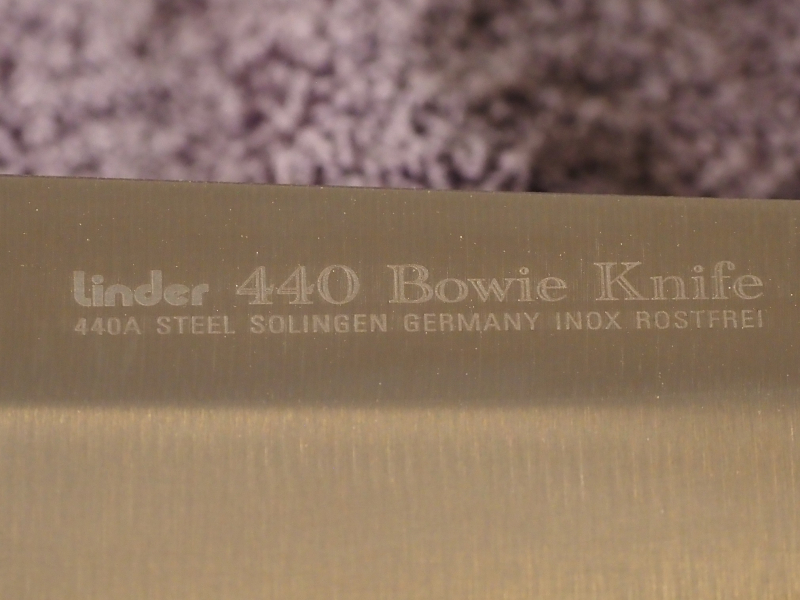 Linder 440 Bowie Knife
440A STEEL SOLINGEN GERMANY INOX ROSTFREI